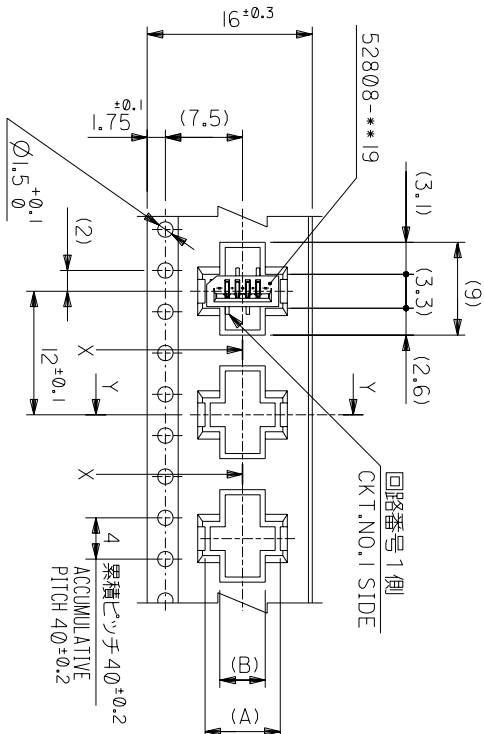 16±0.3
52808-**19
±0.1
1.75
(7.5)
(3.1)
(3.3)
(9)
(2.6)
Ø1.5 +0.1 0
(2)
12±0.1
X
Y
Y
X
回路番号1側
CKT.NO.1 SIDE
4
累積ピッチ40±0.2
ACCUMULATIVE
PITCH 40±0.2
(B)
(A)